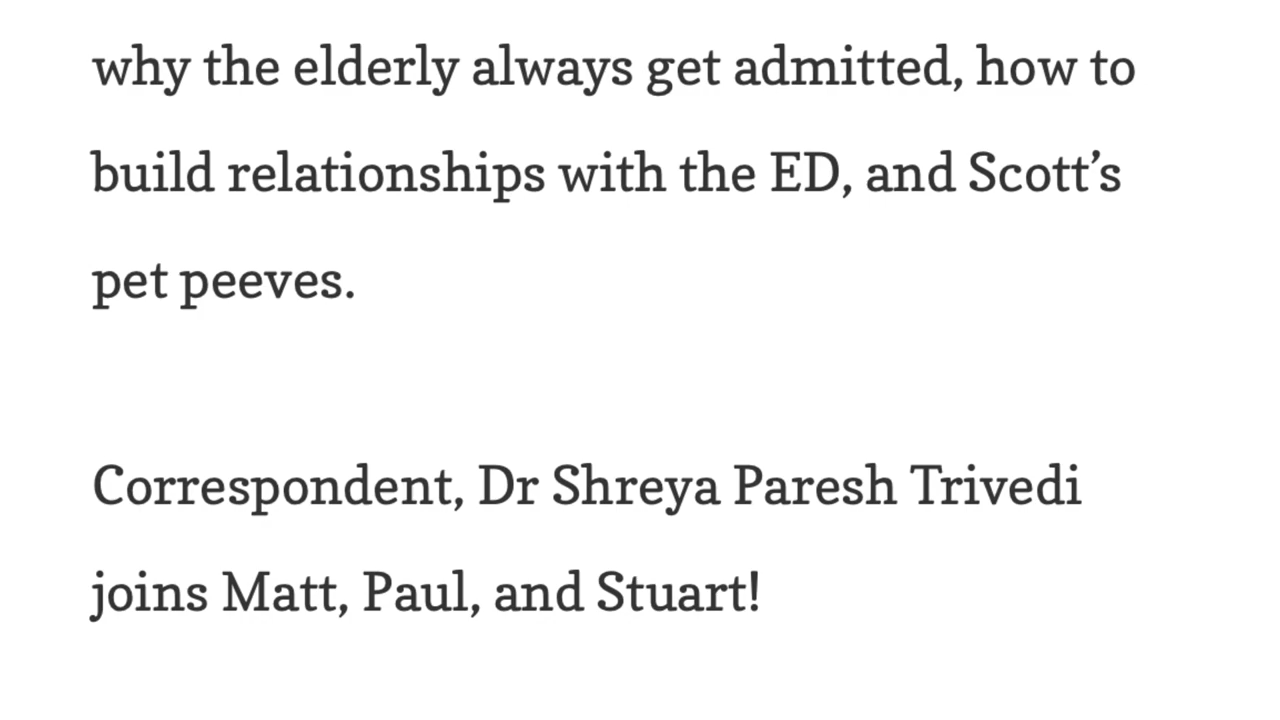 why the elderly always get admitted, how to
build relationships with the ED, and Scott’s
pet peeves.
Correspondent, Dr Shreya Paresh Trivedi
joins Matt, Paul, and Stuart!